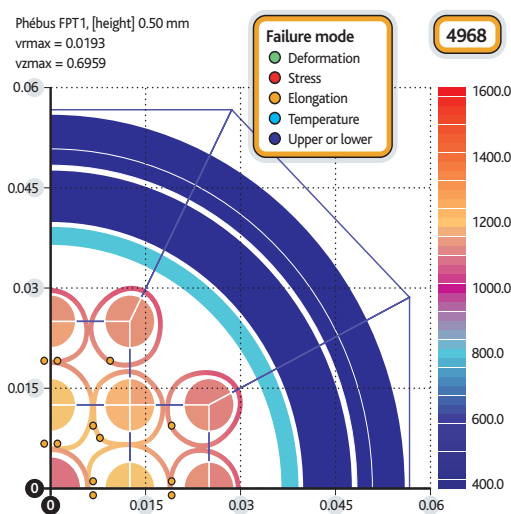 Phébus FPT1, [height] 0.50 mm
vrmax = 0.0193
vzmax = 0.6959
Failure mode
Deformation
Stress
Elongation
Temperature
Upper or lower
4968
0.06
0.045
0.03
0.015
0
0
0.015
0.03
0.045
0.06
1600.0
1400.0
1200.0
1000.0
800.0
600.0
400.0